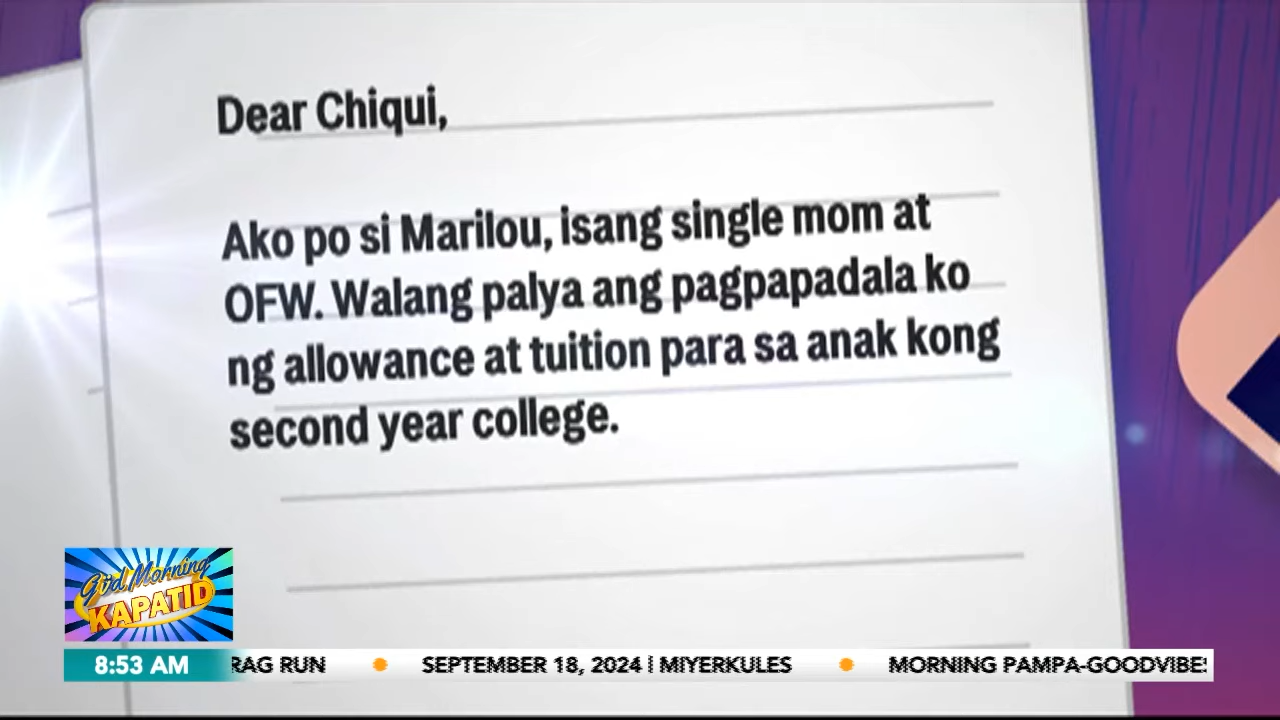 Dear Chiqui,
Ako po si Marilou, isang single mom at
OFW. Walang palya ang pagpapadala ko
ng allowance at tuition para sa anak kong
second year college.
Gud Morning
KAPATID
8:53 AM RAG RUN SEPTEMBER 18, 2024 | MIYERKULES MORNING PAMPA-GOODVIBES